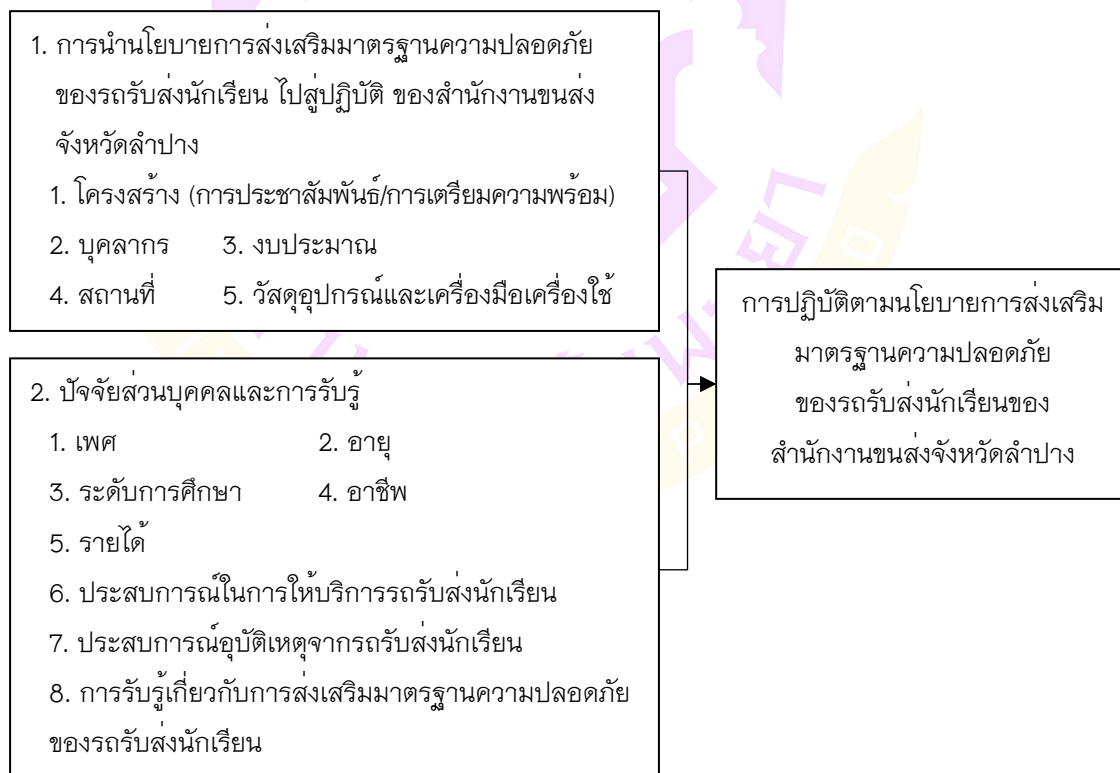 1. การนำนโยบายการส่งเสริมมาตรฐานความปลอดภัย
ของรถรับส่งนักเรียน ไปสู่ปฏิบัติ ของสำนักงานขนส่ง
จังหวัดลำปาง
1. โครงสร้าง (การประชาสัมพันธ์/การเตรียมความพร้อม)
2. บุคลากร 3. งบประมาณ
4. สถานที่ 5. วัสดุอุปกรณ์และเครื่องมือเครื่องใช้
2. ปัจจัยส่วนบุคคลและการรับรู้
1. เพศ 2. อายุ
3. ระดับการศึกษา 4. อาชีพ
5. รายได้
6. ประสบการณ์ในการให้บริการรถรับส่งนักเรียน
7. ประสบการณ์อุบัติเหตุจากรถรับส่งนักเรียน
8. การรับรู้เกี่ยวกับการส่งเสริมมาตรฐานความปลอดภัย
ของรถรับส่งนักเรียน
การปฏิบัติตามนโยบายการส่งเสริม
มาตรฐานความปลอดภัย
ของรถรับส่งนักเรียนของ
สำนักงานขนส่งจังหวัดลำปาง